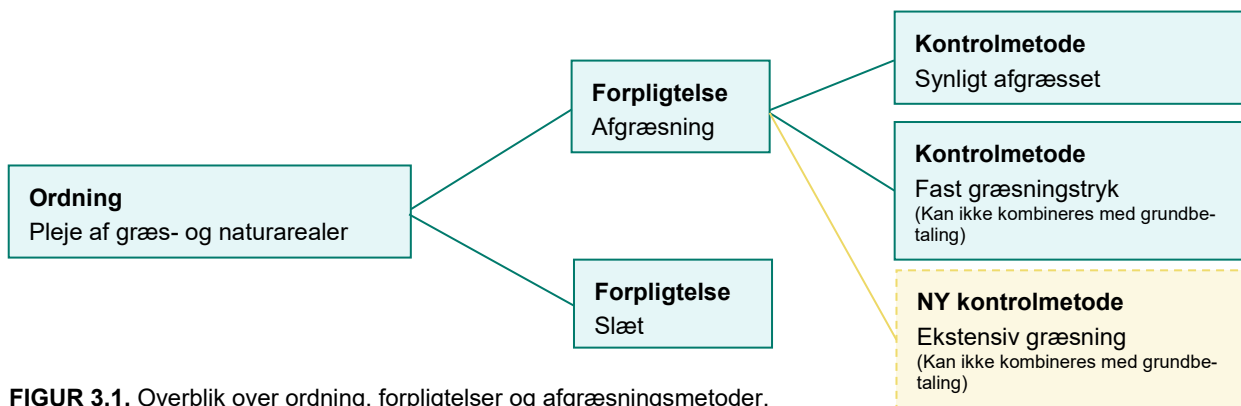 Ordning
Pleje af græs- og naturarealer
Forpligtelse
Afgræsning
Forpligtelse
Slæt
Kontrolmetode
Synligt afgræsset
Kontrolmetode
Fast græsningstryk
(Kan ikke kombineres med grundbe-
taling)
NY kontrolmetode
Ekstensiv græsning
(Kan ikke kombineres med grundbe-
taling)
FIGUR 3.1. Overblik over ordning, forpligtelser og afgræsningsmetoder.